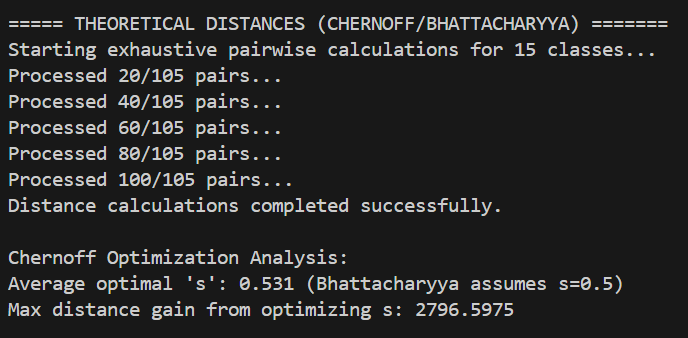 ===== THEORETICAL DISTANCES (CHERNOFF/BHATTACHARYYA) =======
Starting exhaustive pairwise calculations for 15 classes...
Processed 20/105 pairs...
Processed 40/105 pairs...
Processed 60/105 pairs...
Processed 80/105 pairs...
Processed 100/105 pairs...
Distance calculations completed successfully.
Chernoff Optimization Analysis:
Average optimal 's': 0.531 (Bhattacharyya assumes s=0.5)
Max distance gain from optimizing s: 2796.5975